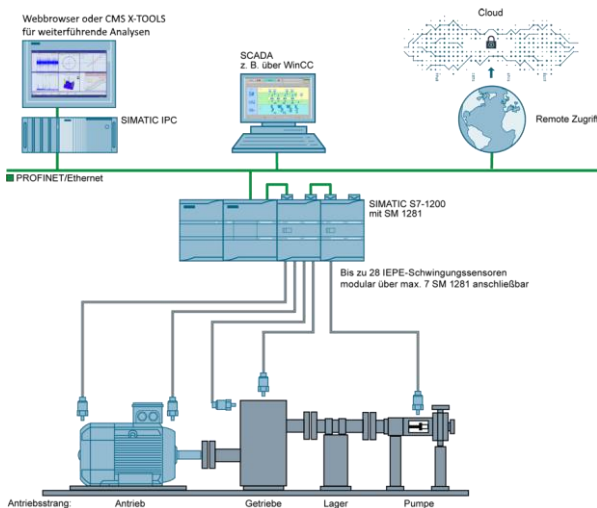 Webbrowser oder CMS X-TOOLS
für weiterführende Analysen
SIMATIC IPC
SCADA
z. B. über WinCC
Cloud
Remote Zugriff
PROFINET/Ethernet
SIMATIC S7-1200
mit SM 1281
Bis zu 28 IEPE-Schwingungssensoren
modular über max. 7 SM 1281 anschließbar
Antriebsstrang: Antrieb Getriebe Lager Pumpe